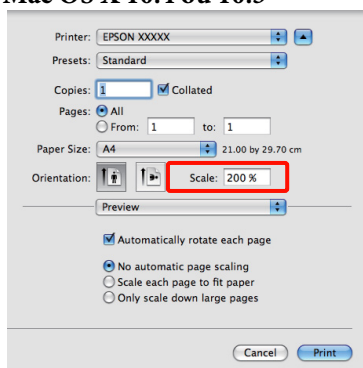 Mac OS X 10.4 ou 10.5
Printer: EPSON XXXXX
Presets: Standard
Copies: 1 Collated
Pages: All
From: 1 to: 1
Paper Size: A4 21.00 by 29.70 cm
Orientation: Scale: 200 %
Preview
Automatically rotate each page
No automatic page scaling
Scale each page to fit paper
Only scale down large pages
Cancel Print